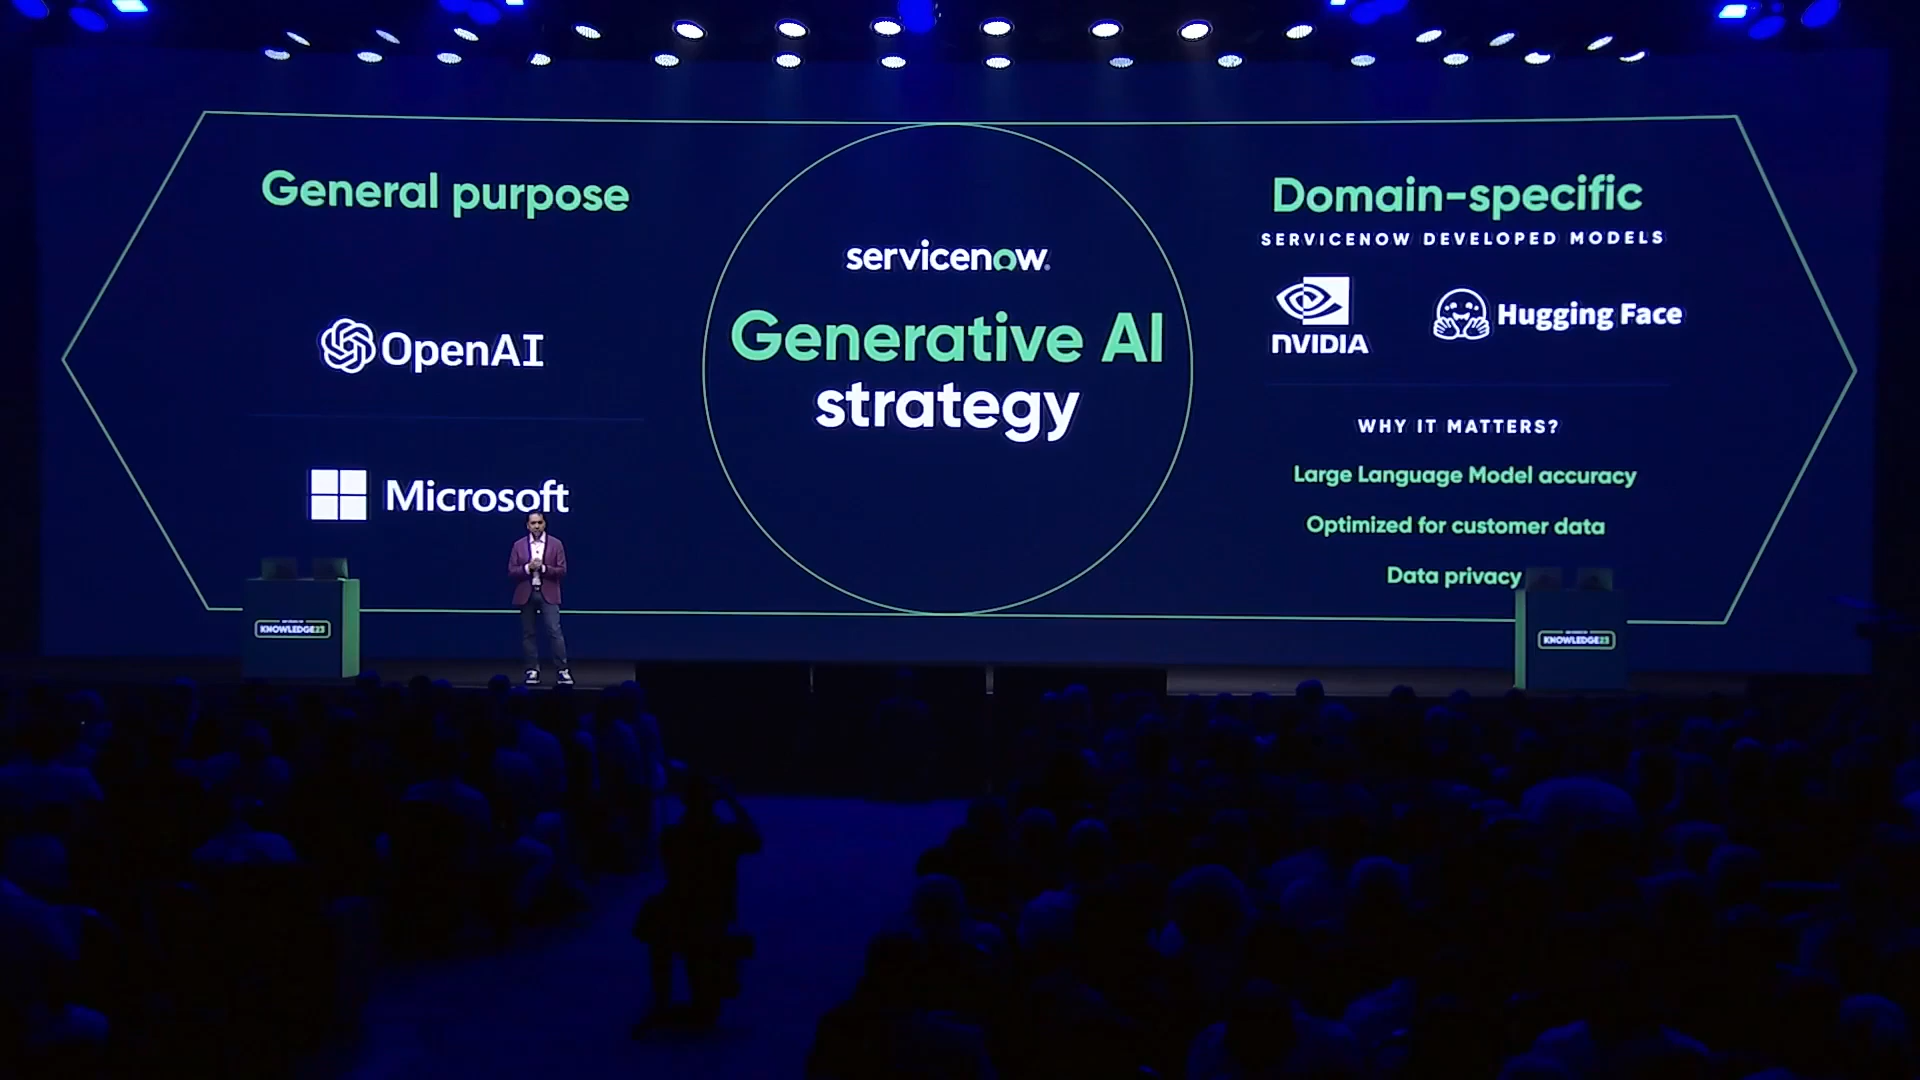 General purpose
OpenAI
Microsoft
servicenow
Generative AI
strategy
Domain-specific
SERVICENOW DEVELOPED MODELS
NVIDIA
Hugging Face
WHY IT MATTERS?
Large Language Model accuracy
Optimized for customer data
Data privacy
KNOWLEDGE23
KNOWLEDGE23